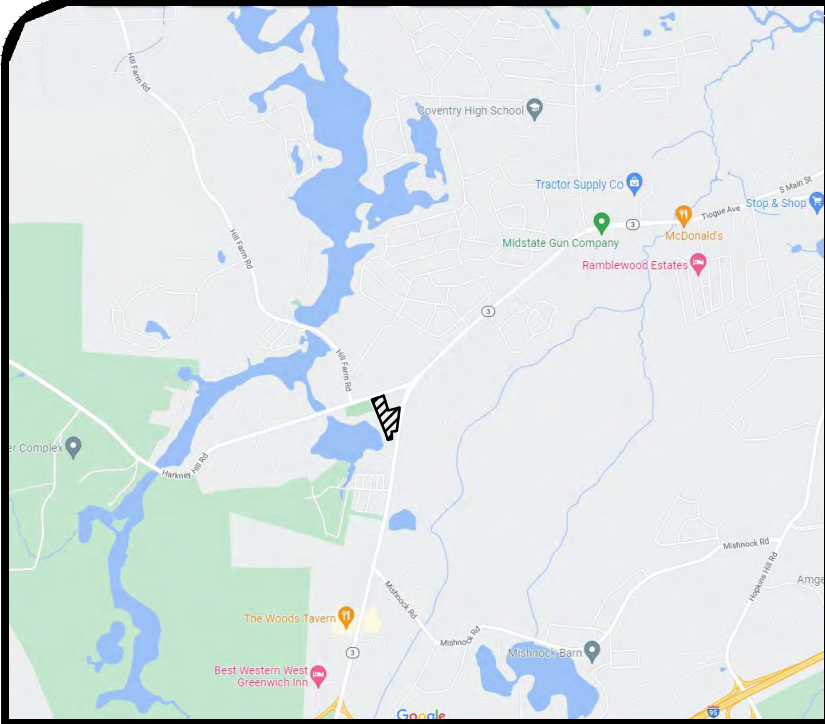 Hill Farm Rd
Coventry High School
Tractor Supply Co
S Main St
Stop & Shop
Tiogue Ave
3
McDonald's
Midstate Gun Company
Ramblewood Estates
Hill Farm Rd
3
Hill Farm Rd
er Complex
Harkney Hill Rd
Mishnock Rd
Hopkins Hill Rd
Amge
Mishnock Rd
The Woods Tavern
Mishnock Rd
Mishnock Barn
3
Best Western West
Greenwich Inn
95
Google